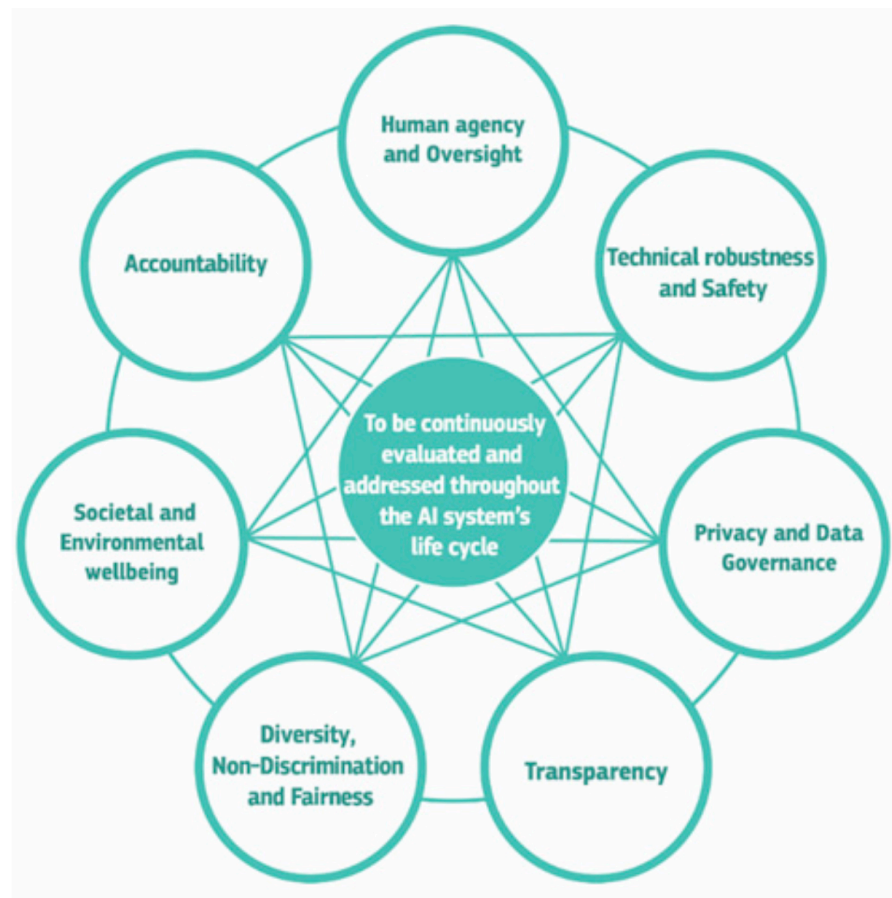 Human agency
and Oversight
Technical robustness
and Safety
Privacy and Data
Governance
Transparency
Diversity,
Non-Discrimination
and Fairness
Societal and
Environmental
wellbeing
Accountability
To be continuously
evaluated and
addressed throughout
the AI system's
life cycle